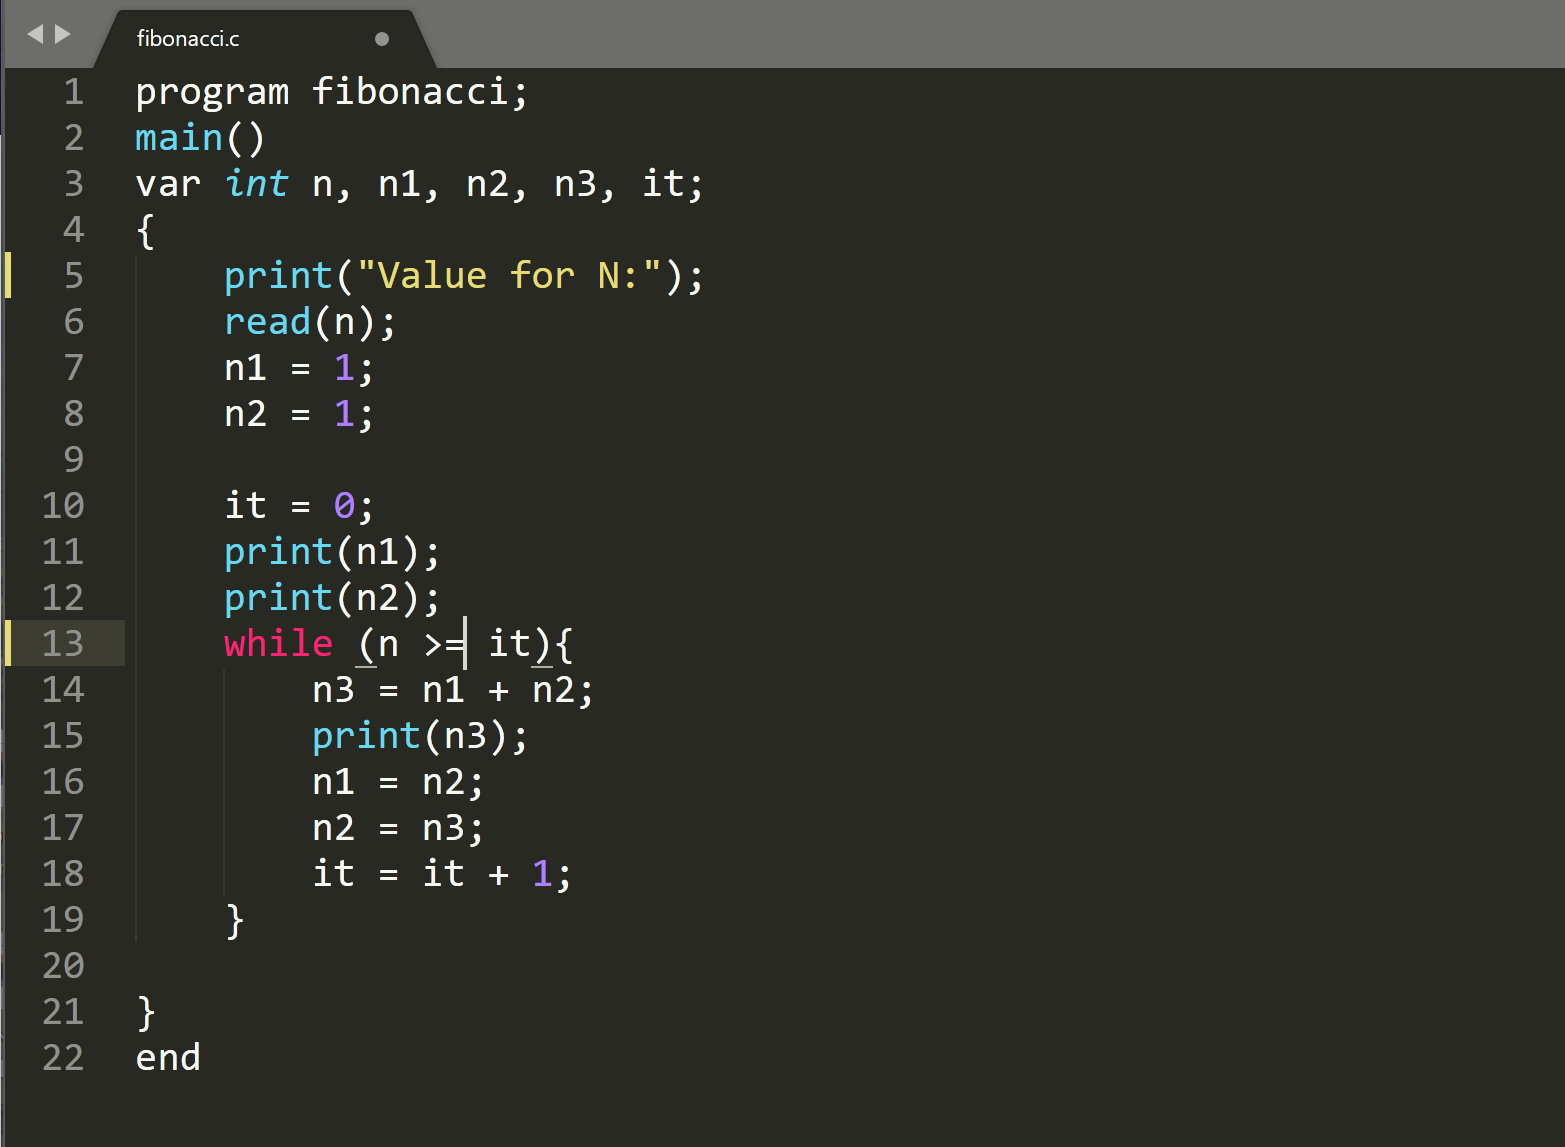 fibonacci.c
1 program fibonacci;
2 main()
3 var int n, n1, n2, n3, it;
4 {
5     print("Value for N:");
6     read(n);
7     n1 = 1;
8     n2 = 1;
9
10     it = 0;
11     print(n1);
12     print(n2);
13     while (n >= it){
14         n3 = n1 + n2;
15         print(n3);
16         n1 = n2;
17         n2 = n3;
18         it = it + 1;
19     }
20
21 }
22 end